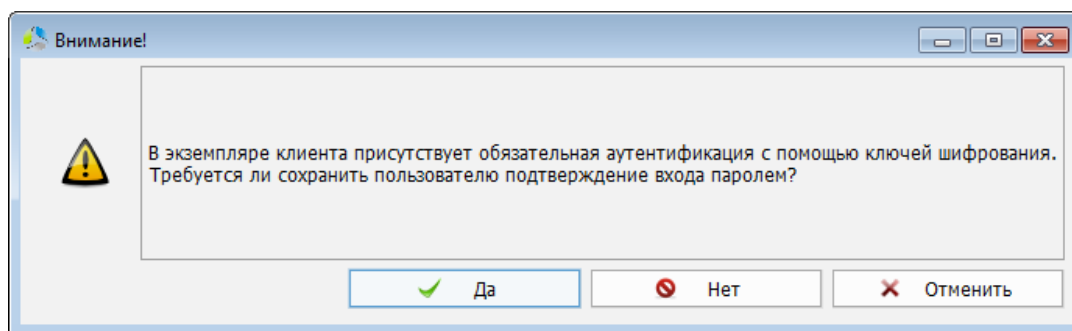 Внимание!
В экземпляре клиента присутствует обязательная аутентификация с помощью ключей шифрования.
Требуется ли сохранить пользователю подтверждение входа паролем?
Да
Нет
Отменить